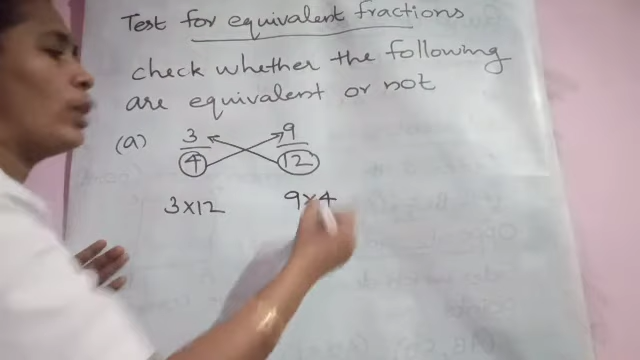 Test for equivalent fractions
check whether the following
are equivalent or not
(a) 3/4 9/12
3×12 9×4